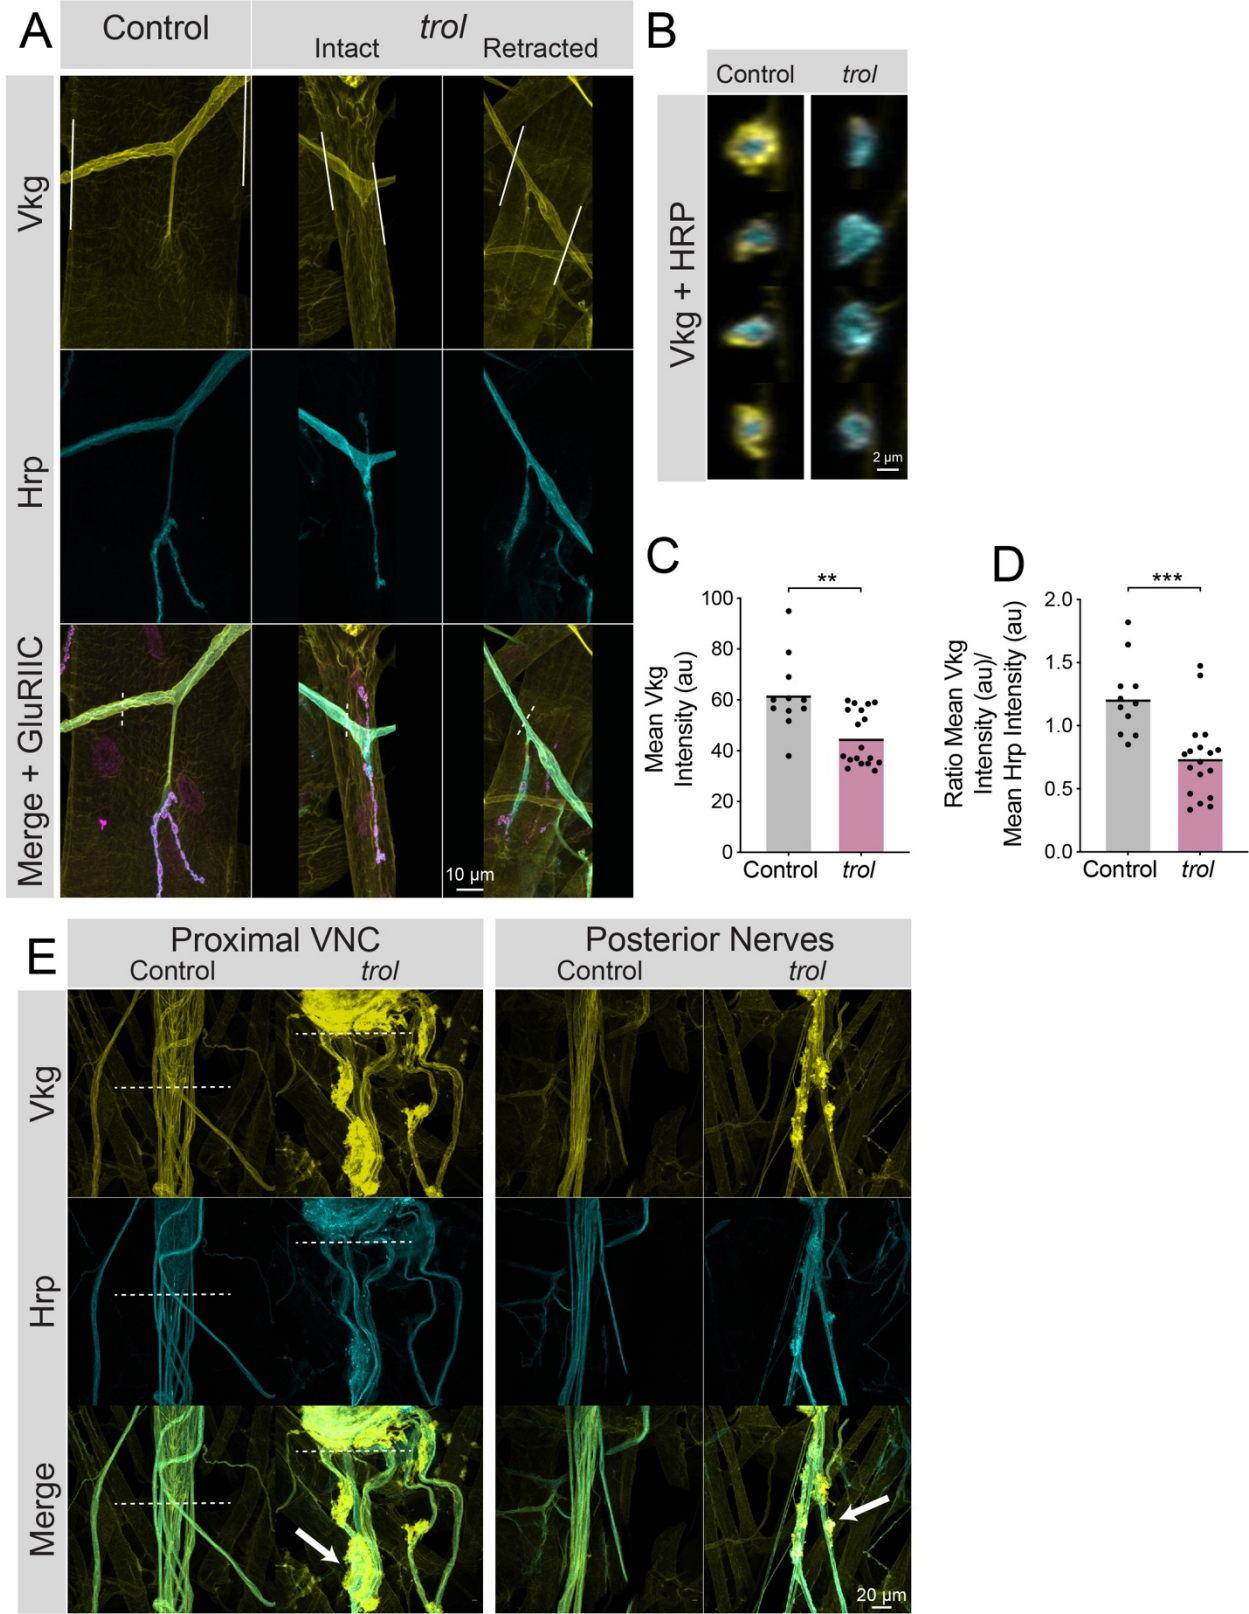 A
Control
trol
Intact
Retracted
Vkg
Hrp
Merge + GluRIIC
10 µm
B
Control
trol
Vkg + HRP
2 µm
C
**
Mean Vkg
Intensity (au)
100
80
60
40
20
0
Control
trol
D
***
Ratio Mean Vkg
Intensity (au)/
Mean Hrp Intensity (au)
2.0
1.5
1.0
0.5
0.0
Control
trol
E
Proximal VNC
Control
trol
Posterior Nerves
Control
trol
Vkg
Hrp
Merge
20 µm